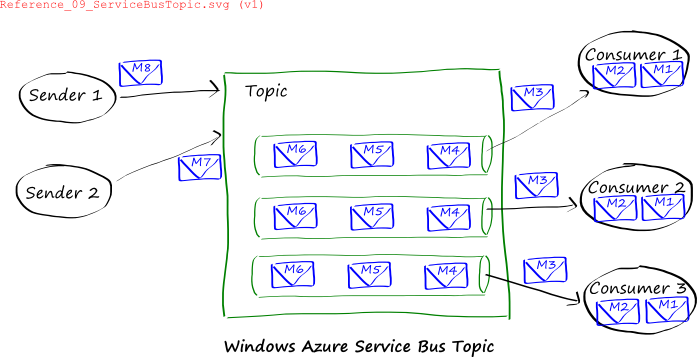 Reference_09_ServiceBusTopic.svg (v1)
Sender 1
M8
Sender 2
M7
Topic
M6 M5 M4
M6 M5 M4
M6 M5 M4
M3
Consumer 1
M2 M1
M3
Consumer 2
M2 M1
M3
Consumer 3
M2 M1
Windows Azure Service Bus Topic